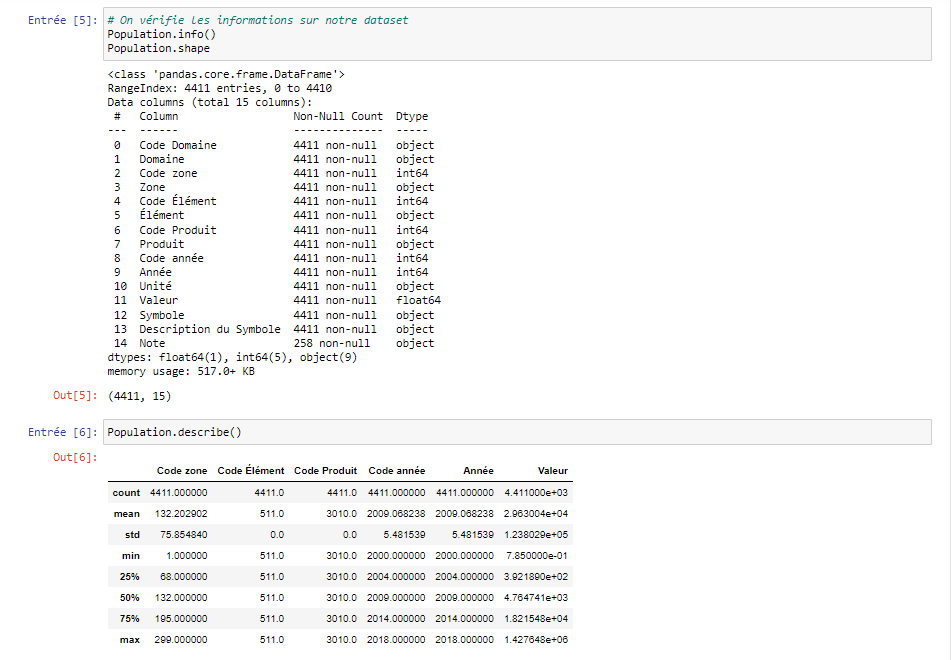 Entrée [5]: # On vérifie les informations sur notre dataset
Population.info()
Population.shape
<class 'pandas.core.frame.DataFrame'>
RangeIndex: 4411 entries, 0 to 4410
Data columns (total 15 columns):
# Column Non-Null Count Dtype
--- ------ -------------- -----
0 Code Domaine 4411 non-null object
1 Domaine 4411 non-null object
2 Code zone 4411 non-null int64
3 Zone 4411 non-null object
4 Code Élément 4411 non-null int64
5 Élément 4411 non-null object
6 Code Produit 4411 non-null int64
7 Produit 4411 non-null object
8 Code année 4411 non-null int64
9 Année 4411 non-null int64
10 Unité 4411 non-null object
11 Valeur 4411 non-null float64
12 Symbole 4411 non-null object
13 Description du Symbole 4411 non-null object
14 Note 258 non-null object
dtypes: float64(1), int64(5), object(9)
memory usage: 517.0+ KB
Out[5]: (4411, 15)
Entrée [6]: Population.describe()
Out[6]:
Code zone Code Élément Code Produit Code année Année Valeur
count 4411.000000 4411.0 4411.0 4411.000000 4411.000000 4.411000e+03
mean 132.202902 511.0 3010.0 2009.068238 2009.068238 2.963004e+04
std 75.854840 0.0 0.0 5.481539 5.481539 1.238029e+05
min 1.000000 511.0 3010.0 2000.000000 2000.000000 7.850000e-01
25% 68.000000 511.0 3010.0 2004.000000 2004.000000 3.921890e+02
50% 132.000000 511.0 3010.0 2009.000000 2009.000000 4.764741e+03
75% 195.000000 511.0 3010.0 2014.000000 2014.000000 1.821548e+04
max 299.000000 511.0 3010.0 2018.000000 2018.000000 1.427648e+06